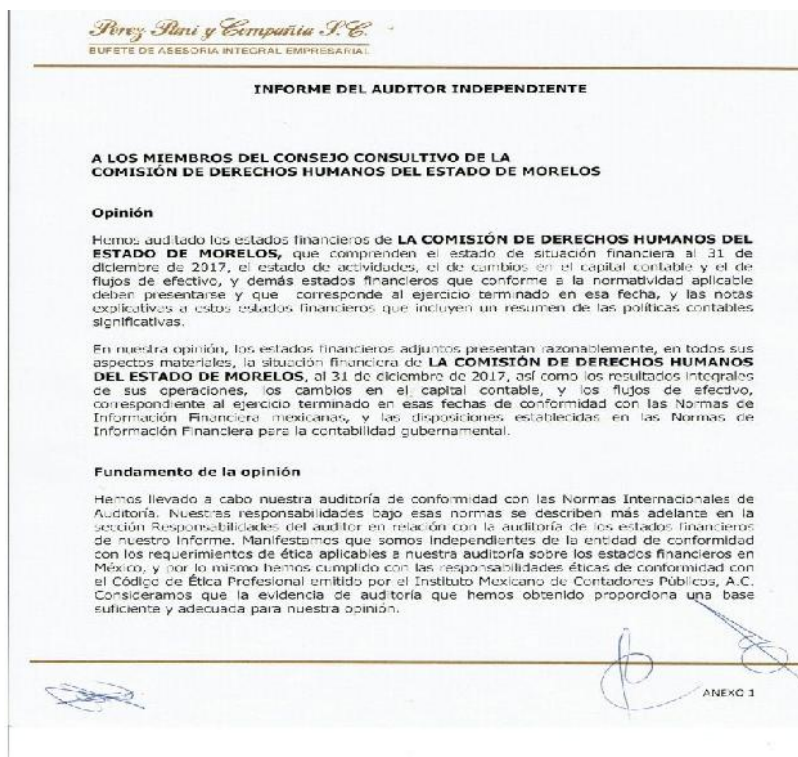 Perez Pani y Compañia S.C.
BUFETE DE ASESORIA INTEGRAL EMPRESARIAL
INFORME DEL AUDITOR INDEPENDIENTE
A LOS MIEMBROS DEL CONSEJO CONSULTIVO DE LA
COMISIÓN DE DERECHOS HUMANOS DEL ESTADO DE MORELOS
Opinión
Hemos auditado los estados financieros de LA COMISIÓN DE DERECHOS HUMANOS DEL
ESTADO DE MORELOS, que comprenden el estado de situación financiera al 31 de
diciembre de 2017, el estado de actividades, el de cambios en el capital contable y el de
flujos de efectivo, y demás estados financieros que conforme a la normatividad aplicable
deben presentarse y que corresponde al ejercicio terminado en esa fecha, y las notas
explicativas a estos estados financieros que incluyen un resumen de las políticas contables
significativas.
En nuestra opinión, los estados financieros adjuntos presentan razonablemente, en todos sus
aspectos materiales, la situación financiera de LA COMISIÓN DE DERECHOS HUMANOS
DEL ESTADO DE MORELOS, al 31 de diciembre de 2017, así como los resultados integrales
de sus operaciones, los cambios en el capital contable, y los flujos de efectivo,
correspondiente al ejercicio terminado en esas fechas de conformidad con las Normas de
Información Financiera mexicanas, y las disposiciones establecidas en las Normas de
Información Financiera para la contabilidad gubernamental.
Fundamento de la opinión
Hemos llevado a cabo nuestra auditoría de conformidad con las Normas Internacionales de
Auditoría. Nuestras responsabilidades bajo esas normas se describen más adelante en la
sección Responsabilidades del auditor en relación con la auditoría de los estados financieros
de nuestro informe. Manifestamos que somos independientes de la entidad de conformidad
con los requerimientos de ética aplicables a nuestra auditoría sobre los estados financieros en
México, y por lo mismo hemos cumplido con las responsabilidades éticas de conformidad con
el Código de Ética Profesional emitido por el Instituto Mexicano de Contadores Públicos, A.C.
Consideramos que la evidencia de auditoría que hemos obtenido proporciona una base
suficiente y adecuada para nuestra opinión.
ANEXO 1